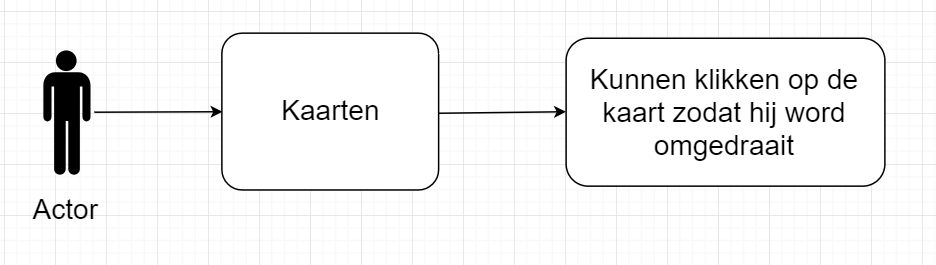 Kaarten
Kunnen klikken op de
kaart zodat hij word
omgedraait
Actor